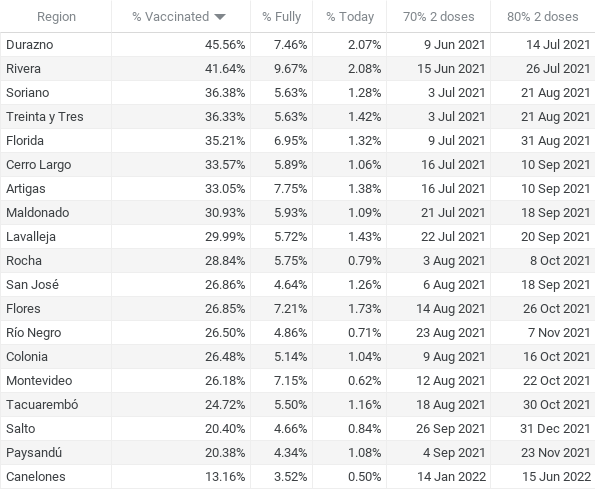 Region % Vaccinated % Fully % Today 70% 2 doses 80% 2 doses
Durazno 45.56% 7.46% 2.07% 9 Jun 2021 14 Jul 2021
Rivera 41.64% 9.67% 2.08% 15 Jun 2021 26 Jul 2021
Soriano 36.38% 5.63% 1.28% 3 Jul 2021 21 Aug 2021
Treinta y Tres 36.33% 5.63% 1.42% 3 Jul 2021 21 Aug 2021
Florida 35.21% 6.95% 1.32% 9 Jul 2021 31 Aug 2021
Cerro Largo 33.57% 5.89% 1.06% 16 Jul 2021 10 Sep 2021
Artigas 33.05% 7.75% 1.38% 16 Jul 2021 10 Sep 2021
Maldonado 30.93% 5.93% 1.09% 21 Jul 2021 18 Sep 2021
Lavalleja 29.99% 5.72% 1.43% 22 Jul 2021 20 Sep 2021
Rocha 28.84% 5.75% 0.79% 3 Aug 2021 8 Oct 2021
San José 26.86% 4.64% 1.26% 6 Aug 2021 18 Sep 2021
Flores 26.85% 7.21% 1.73% 14 Aug 2021 26 Oct 2021
Río Negro 26.50% 4.86% 0.71% 23 Aug 2021 7 Nov 2021
Colonia 26.48% 5.14% 1.04% 9 Aug 2021 16 Oct 2021
Montevideo 26.18% 7.15% 0.62% 12 Aug 2021 22 Oct 2021
Tacuarembó 24.72% 5.50% 1.16% 18 Aug 2021 30 Oct 2021
Salto 20.40% 4.66% 0.84% 26 Sep 2021 31 Dec 2021
Paysandú 20.38% 4.34% 1.08% 4 Sep 2021 23 Nov 2021
Canelones 13.16% 3.52% 0.50% 14 Jan 2022 15 Jun 2022